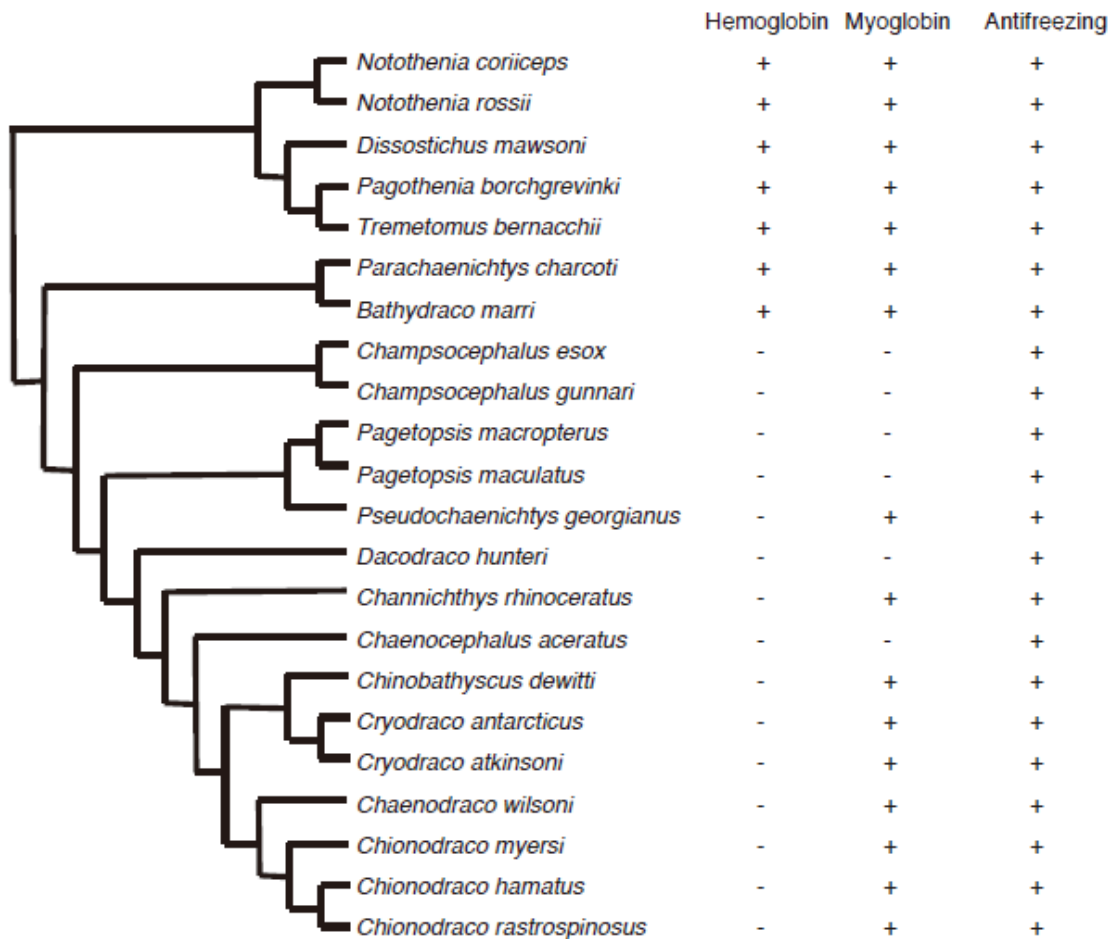 Hemoglobin Myoglobin Antifreezing
Notothenia coriiceps + + +
Notothenia rossii + + +
Dissostichus mawsoni + + +
Pagothenia borchgrevinki + + +
Tremetomus bernacchii + + +
Parachaenichtys charcoti + + +
Bathydraco marri + + +
Champsocephalus esox - - +
Champsocephalus gunnari - - +
Pagetopsis macropterus - - +
Pagetopsis maculatus - - +
Pseudochaenichtys georgianus - + +
Dacodraco hunteri - - +
Channichthys rhinoceratus - + +
Chaenocephalus aceratus - - +
Chinobathyscus dewitti - + +
Cryodraco antarcticus - + +
Cryodraco atkinsoni - + +
Chaenodraco wilsoni - + +
Chionodraco myersi - + +
Chionodraco hamatus - + +
Chionodraco rastrospinosus - + +